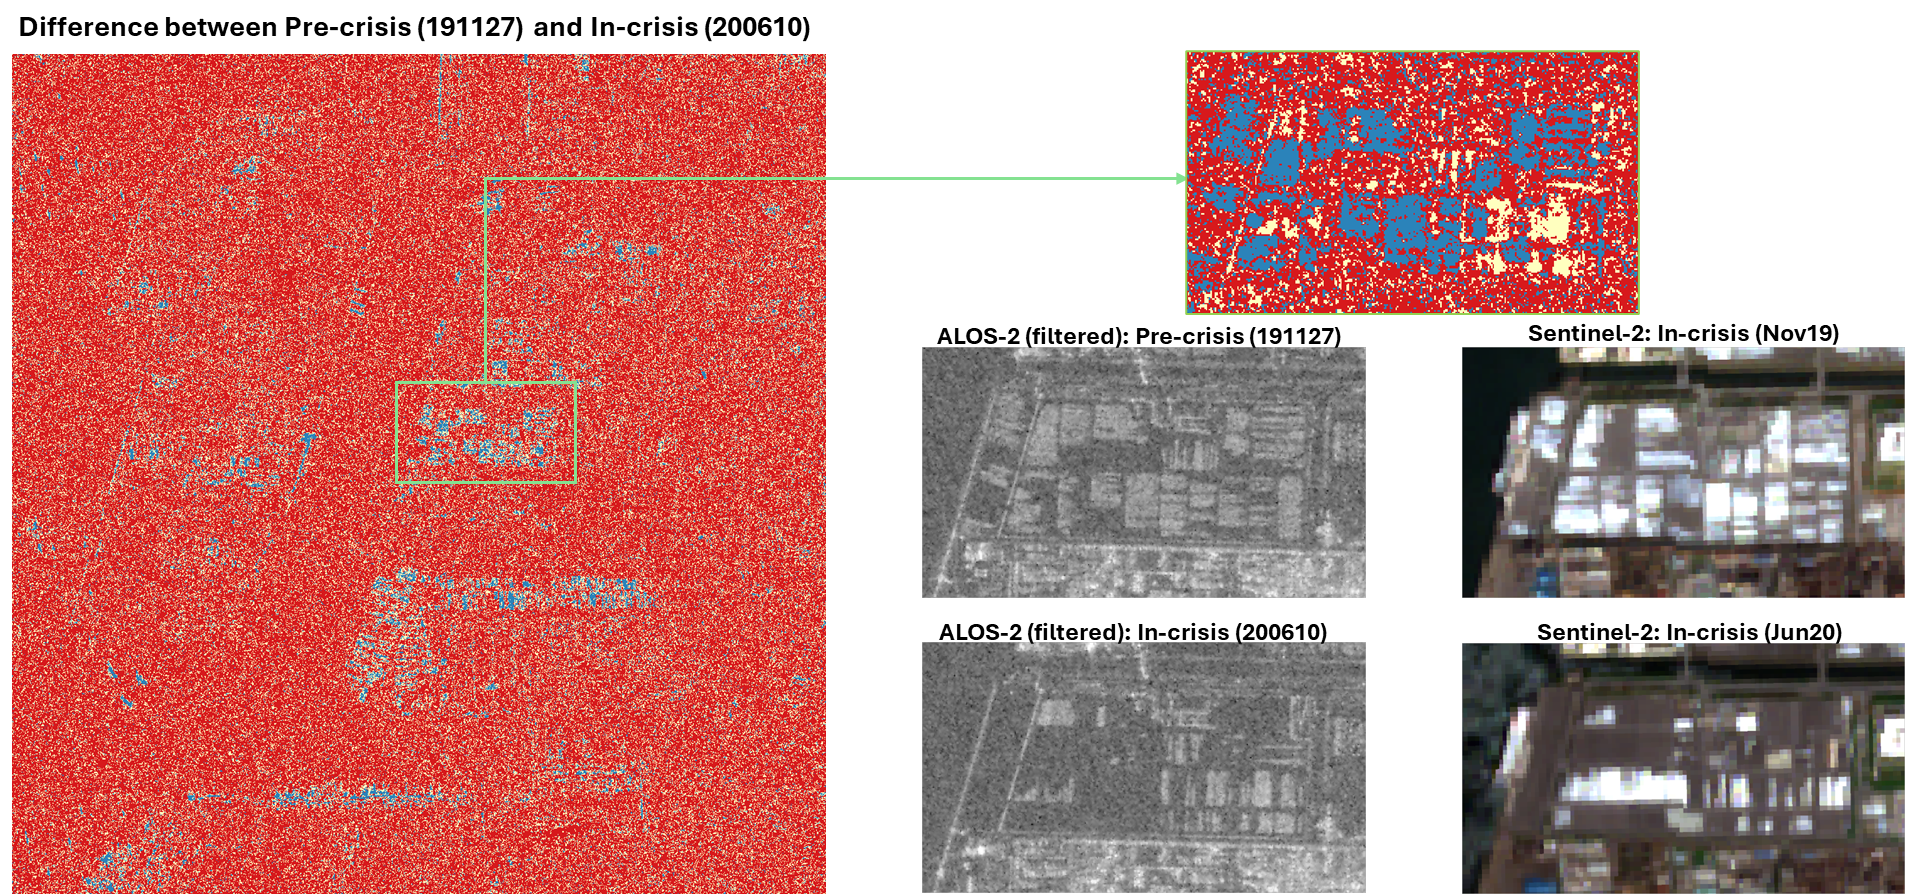 Difference between Pre-crisis (191127) and In-crisis (200610)
ALOS-2 (filtered): Pre-crisis (191127)
Sentinel-2: In-crisis (Nov19)
ALOS-2 (filtered): In-crisis (200610)
Sentinel-2: In-crisis (Jun20)